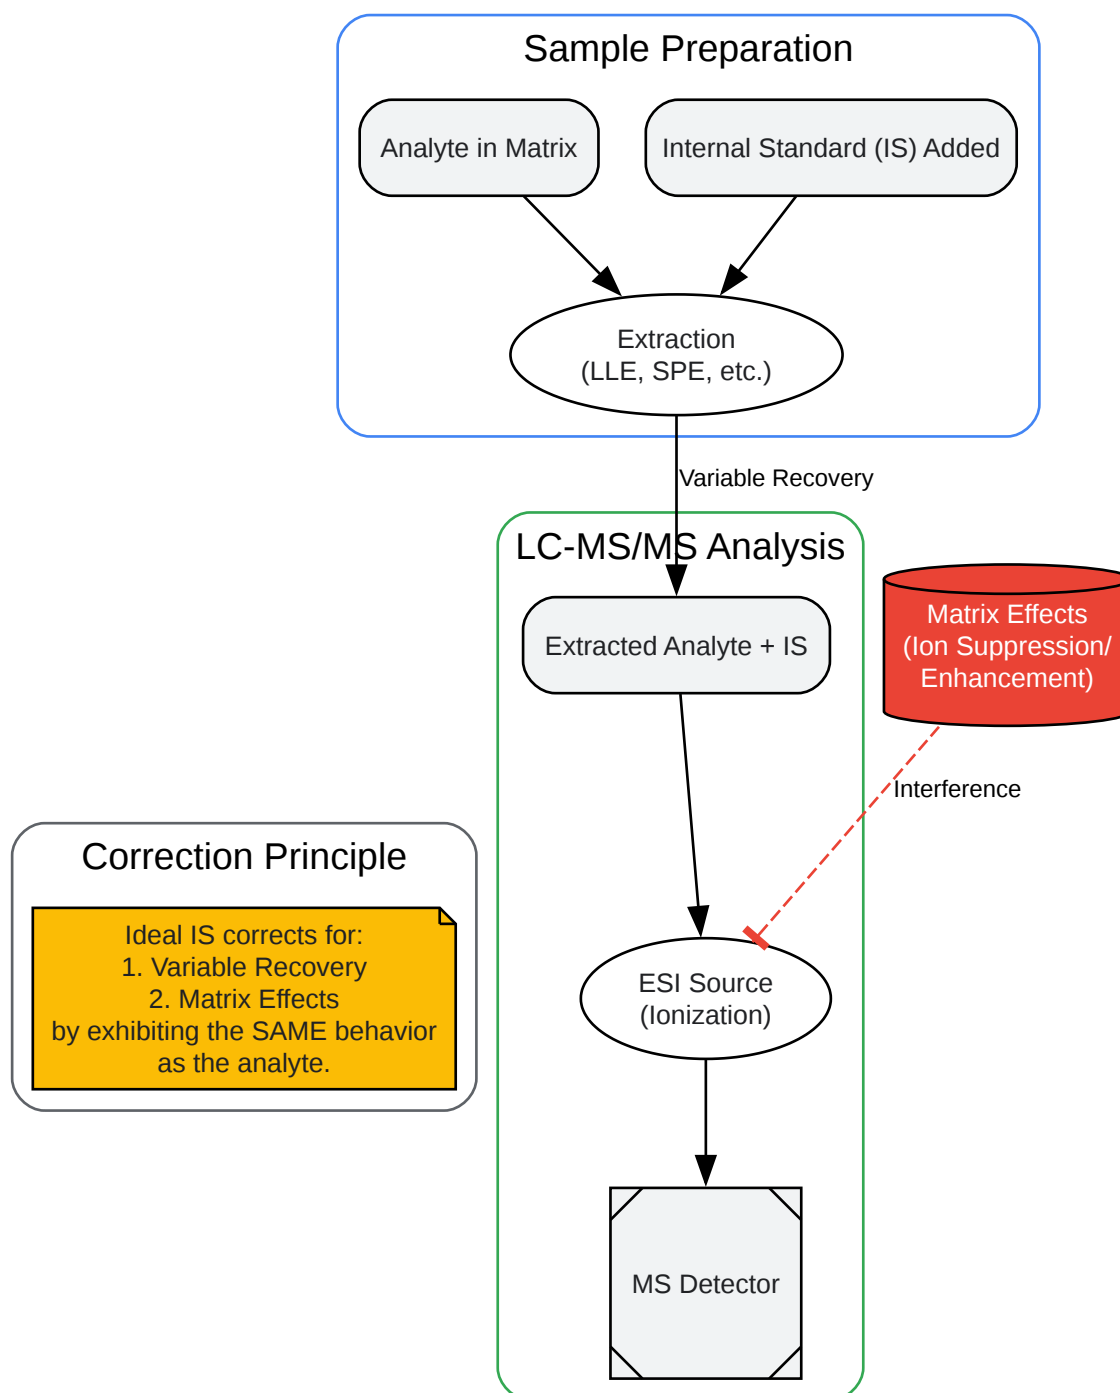 Sample Preparation
Analyte in Matrix
Internal Standard (IS) Added
Extraction
(LLE, SPE, etc.)
Variable Recovery
LC-MS/MS Analysis
Extracted Analyte + IS
Matrix Effects
(Ion Suppression/
Enhancement)
Interference
Correction Principle
Ideal IS corrects for:
1. Variable Recovery
2. Matrix Effects
by exhibiting the SAME behavior
as the analyte.
ESI Source
(Ionization)
MS Detector